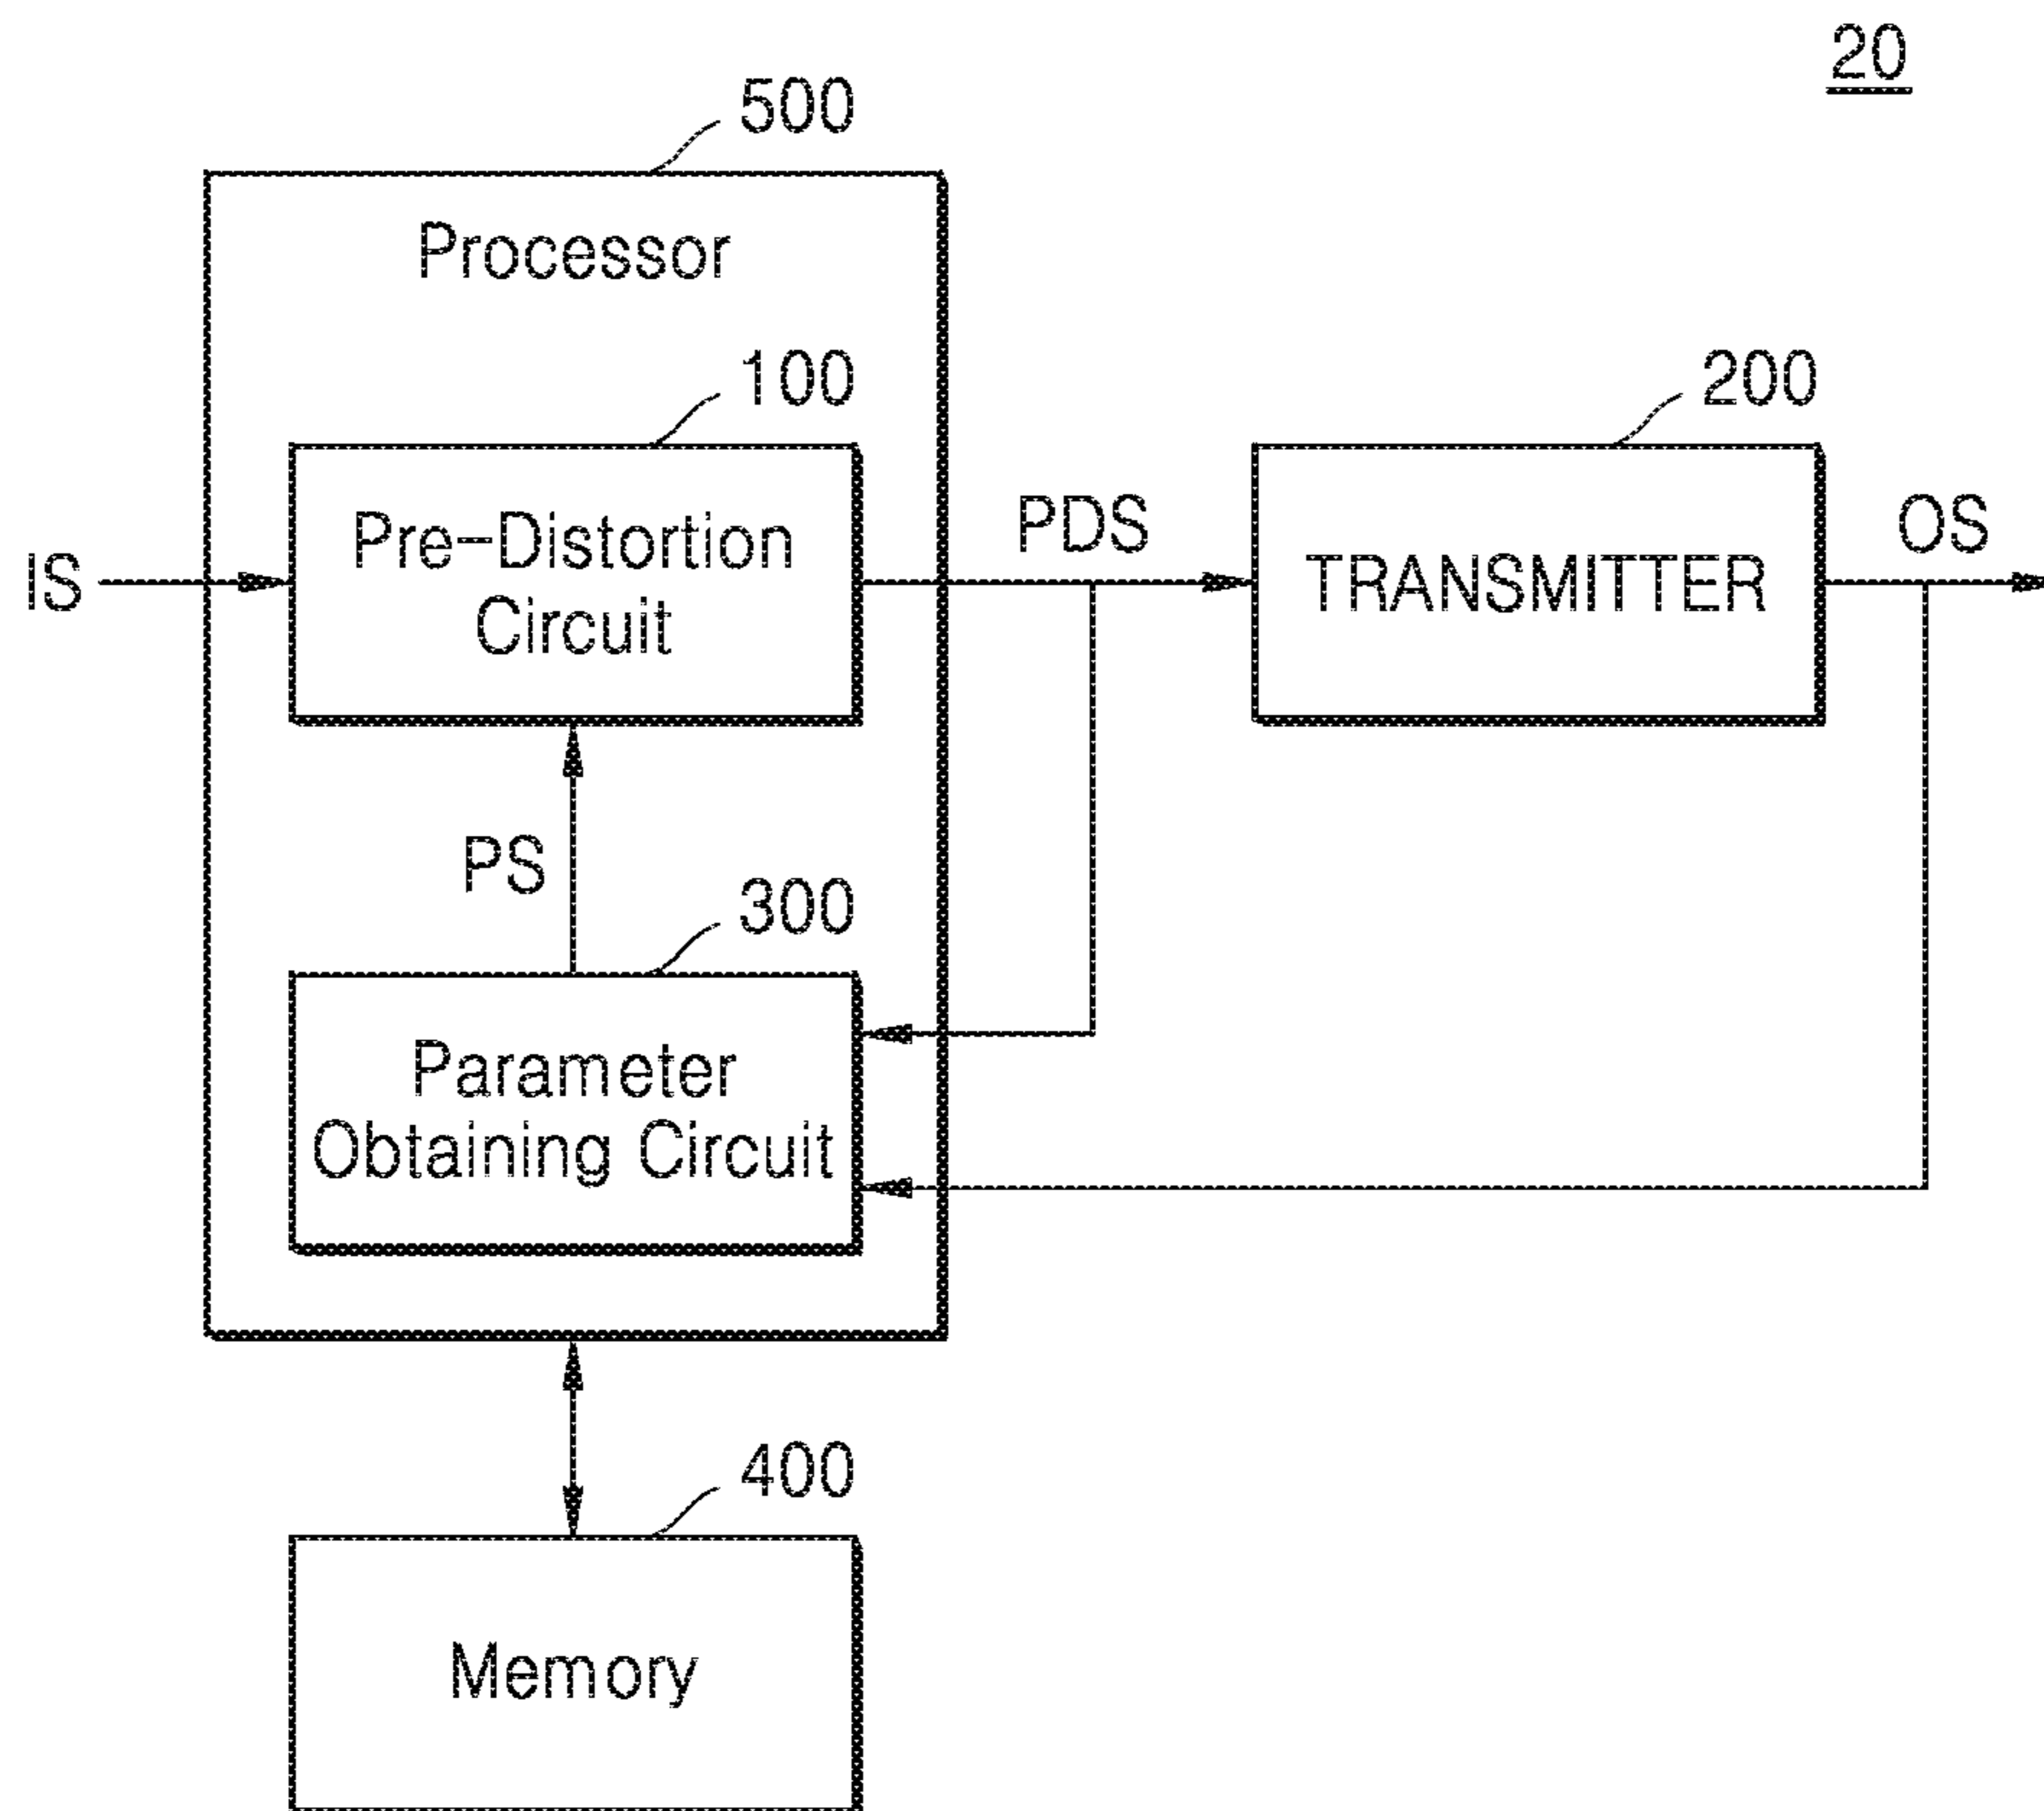 20
500
Processor
100
200
Pre-Distortion
Circuit
IS
PDS
TRANSMITTER
OS
PS
300
Parameter
Obtaining Circuit
400
Memory